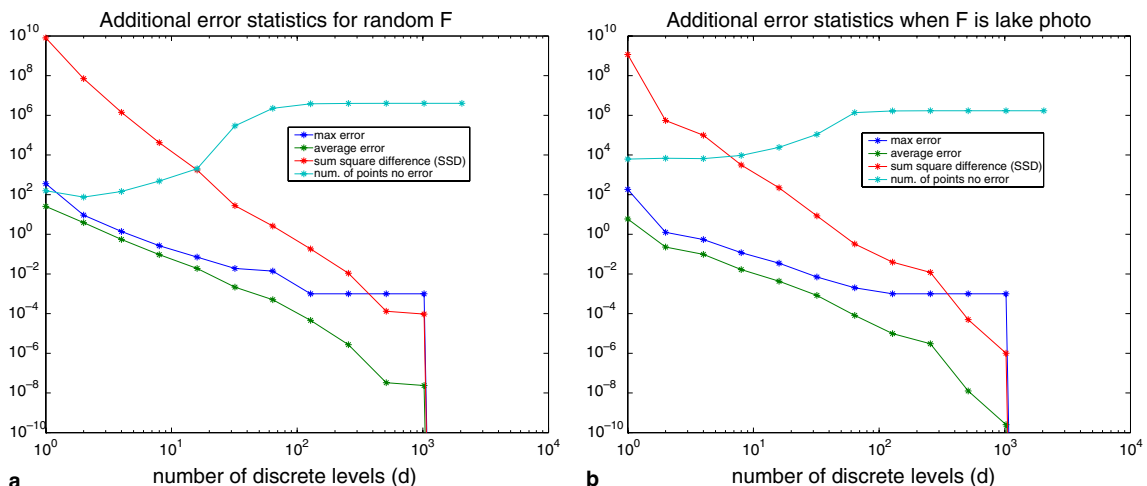 Additional error statistics for random F
10^10
10^8
10^6
10^4
10^2
10^0
10^-2
10^-4
10^-6
10^-8
10^-10
10^0
10^1
10^2
10^3
10^4
max error
average error
sum square difference (SSD)
num. of points no error
number of discrete levels (d)
a
Additional error statistics when F is lake photo
10^10
10^8
10^6
10^4
10^2
10^0
10^-2
10^-4
10^-6
10^-8
10^-10
10^0
10^1
10^2
10^3
10^4
max error
average error
sum square difference (SSD)
num. of points no error
number of discrete levels (d)
b